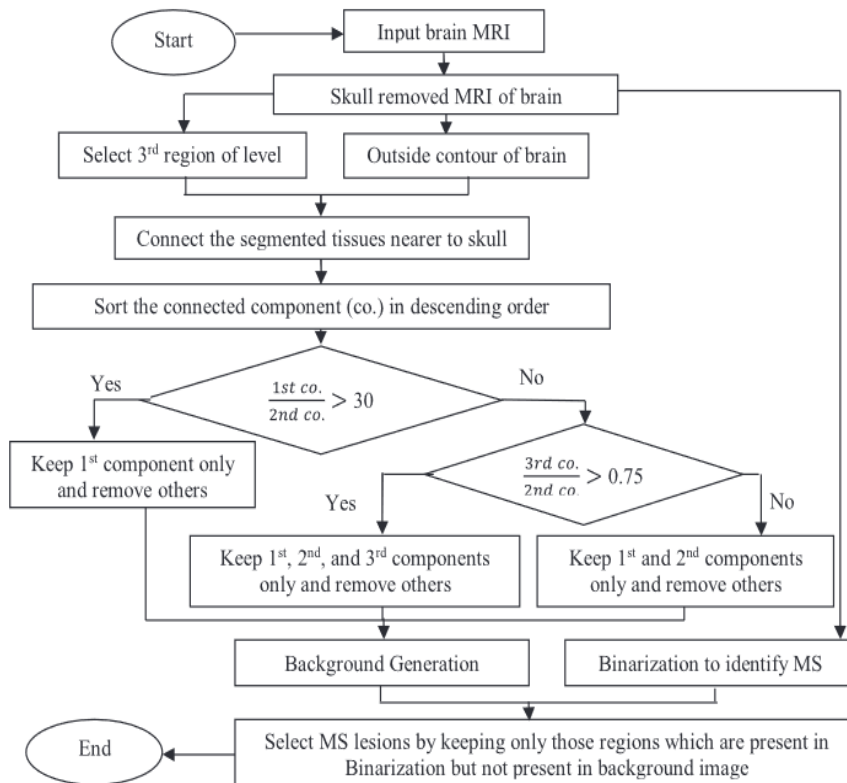 Start
Input brain MRI
Skull removed MRI of brain
Select 3rd region of level
Outside contour of brain
Connect the segmented tissues nearer to skull
Sort the connected component (co.) in descending order
1st co.
2nd co.
> 30
Yes
No
Keep 1st component only
and remove others
3rd co.
2nd co.
> 0.75
Yes
No
Keep 1st, 2nd, and 3rd components
only and remove others
Keep 1st and 2nd components
only and remove others
Background Generation
Binarization to identify MS
Select MS lesions by keeping only those regions which are present in
Binarization but not present in background image
End